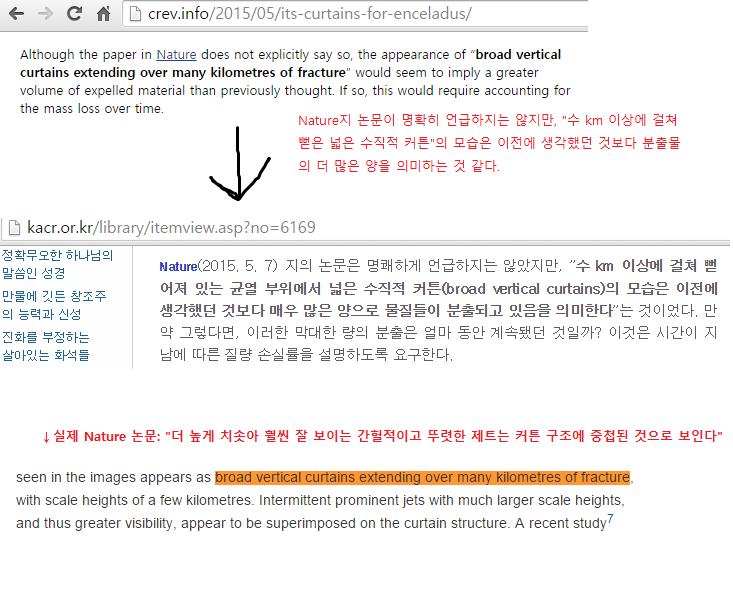 crev.info/2015/05/its-curtains-for-enceladus/
Although the paper in Nature does not explicitly say so, the appearance of “broad vertical
curtains extending over many kilometres of fracture” would seem to imply a greater
volume of expelled material than previously thought. If so, this would require accounting for
the mass loss over time.
Nature지 논문이 명확히 언급하지는 않지만, "수 km 이상에 걸쳐
뻗은 넓은 수직적 커튼"의 모습은 이전에 생각했던 것보다 분출물
의 더 많은 양을 의미하는 것 같다.
kacr.or.kr/library/itemview.asp?no=6169
정확무오한 하나님의
말씀인 성경
만물에 깃든 창조주
의 능력과 신성
진화를 부정하는
살아있는 화석들
Nature(2015. 5. 7) 지의 논문은 명쾌하게 언급하지는 않았지만, ”수 km 이상에 걸쳐 뻗
어져 있는 균열 부위에서 넓은 수직적 커튼(broad vertical curtains)의 모습은 이전에
생각했던 것보다 매우 많은 양으로 물질들이 분출되고 있음을 의미한다”는 것이었다. 만
약 그렇다면, 이러한 막대한 량의 분출은 얼마 동안 계속됐던 것일까? 이것은 시간이 지
남에 따른 질량 손실률을 설명하도록 요구한다.
↓실제 Nature 논문: "더 높게 치솟아 훨씬 잘 보이는 간헐적이고 뚜렷한 제트는 커튼 구조에 중첩된 것으로 보인다"
seen in the images appears as broad vertical curtains extending over many kilometres of fracture,
with scale heights of a few kilometres. Intermittent prominent jets with much larger scale heights,
and thus greater visibility, appear to be superimposed on the curtain structure. A recent study7